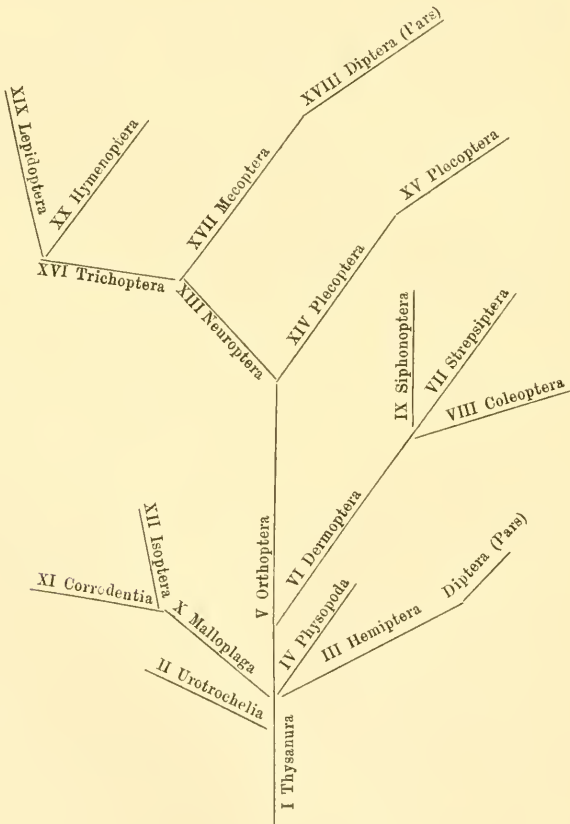 XVIII Diptera (Pars)
XIX Lepidoptera
XX Hymenoptera
XVII Mecoptera
XV Plecoptera
XVI Trichoptera
XIII Neuroptera
XIV Plecoptera
IX Siphonoptera
VII Strepsiptera
VIII Coleoptera
XII Isoptera
V Orthoptera
VI Dermoptera
XI Corrodentia
X Malloplaga
IV Physopoda
III Hemiptera
Diptera (Pars)
II Urotrochelia
I Thysanura